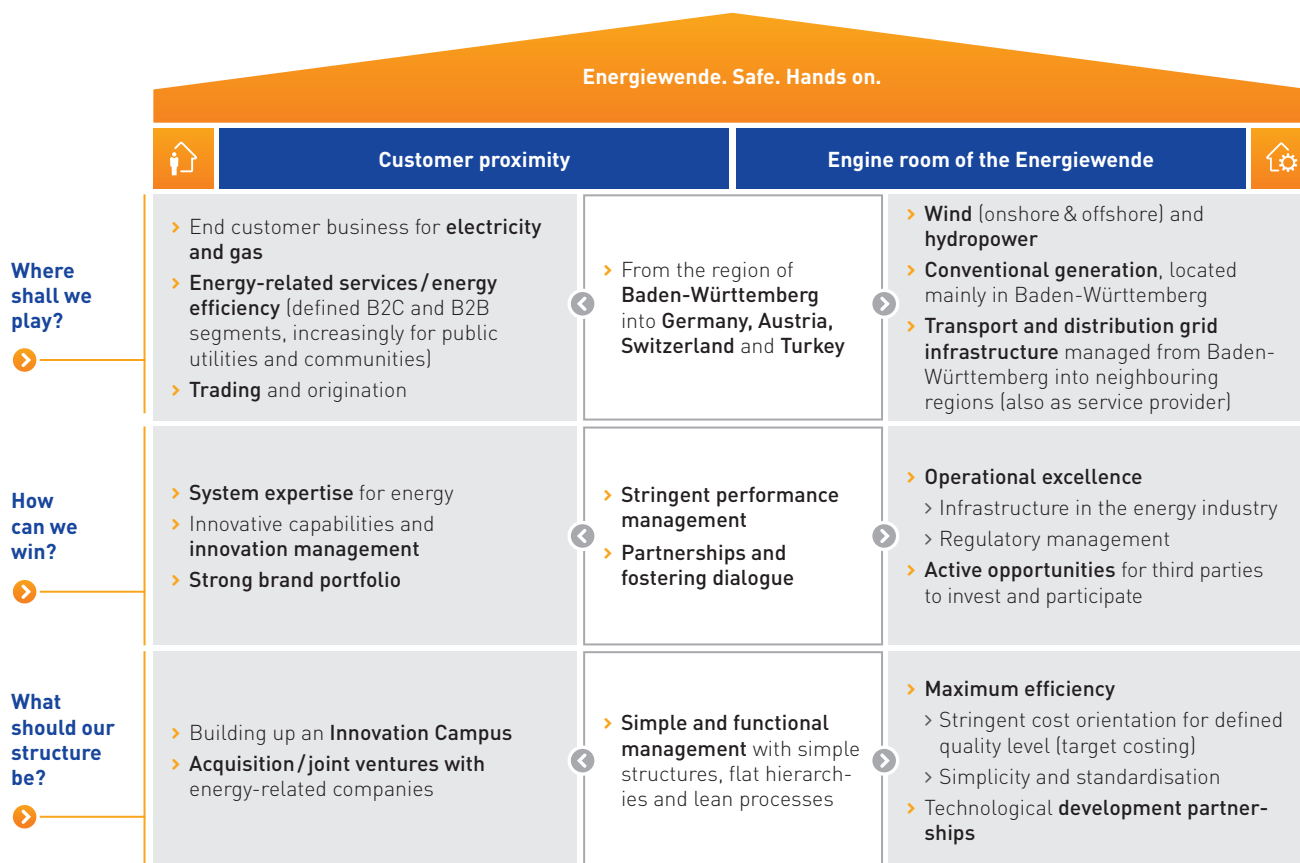 Energiewende. Safe. Hands on.
Customer proximity
Engine room of the Energiewende
Where
shall we
play?
› End customer business for electricity
and gas
› Energy-related services / energy
efficiency (defined B2C and B2B
segments, increasingly for public
utilities and communities)
› Trading and origination
› From the region of
Baden-Württemberg
into Germany, Austria,
Switzerland and Turkey
› Wind (onshore & offshore) and
hydropower
› Conventional generation, located
mainly in Baden-Württemberg
› Transport and distribution grid
infrastructure managed from Baden-
Württemberg into neighbouring
regions (also as service provider)
How
can we
win?
› System expertise for energy
› Innovative capabilities and
innovation management
› Strong brand portfolio
› Stringent performance
management
› Partnerships and
fostering dialogue
› Operational excellence
› Infrastructure in the energy industry
› Regulatory management
› Active opportunities for third parties
to invest and participate
What
should our
structure
be?
› Building up an Innovation Campus
› Acquisition / joint ventures with
energy-related companies
› Simple and functional
management with simple
structures, flat hierarch-
ies and lean processes
› Maximum efficiency
› Stringent cost orientation for defined
quality level (target costing)
› Simplicity and standardisation
› Technological development partner-
ships